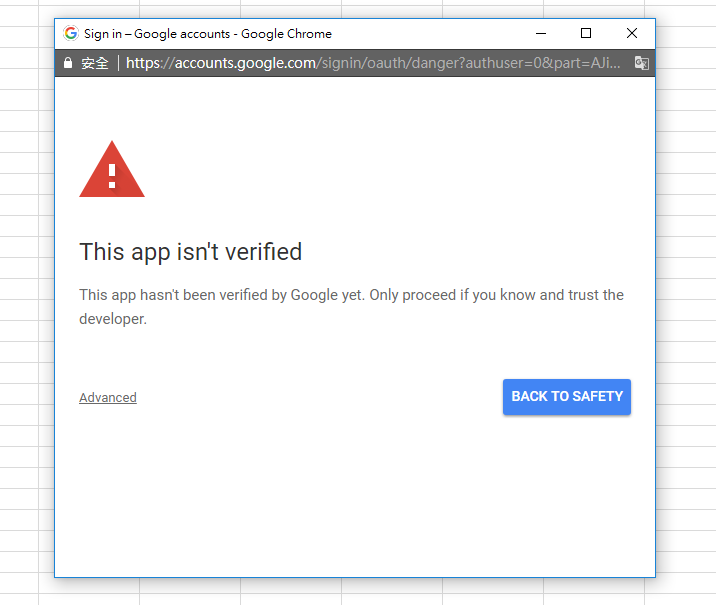 Sign in – Google accounts - Google Chrome
安全 https://accounts.google.com/signin/oauth/danger?authuser=0&part=AJi...
This app isn't verified
This app hasn't been verified by Google yet. Only proceed if you know and trust the
developer.
Advanced
BACK TO SAFETY